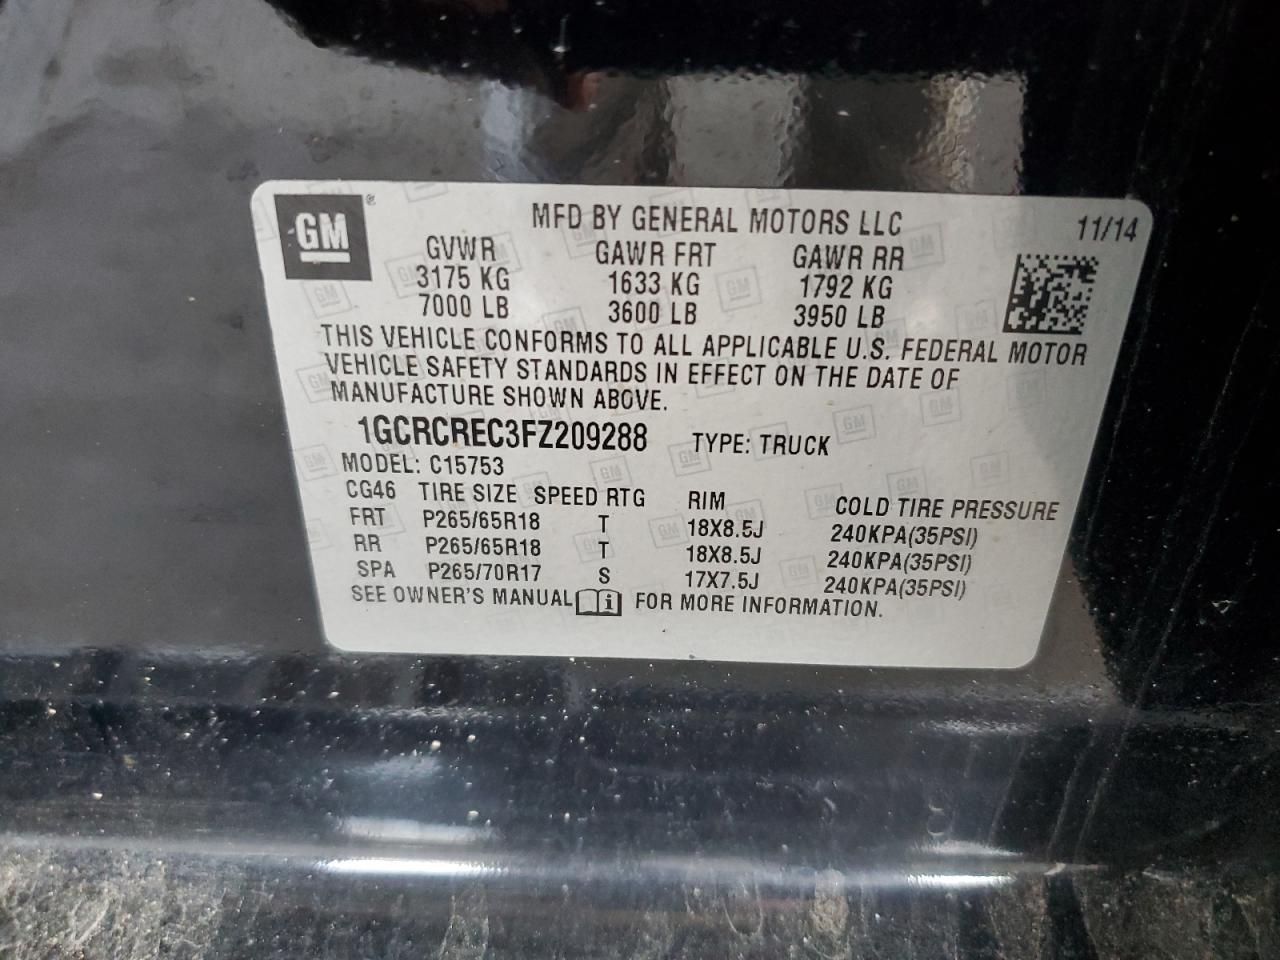 GM
MFD BY GENERAL MOTORS LLC 11/14
GVWR GAWR FRT GAWR RR
3175 KG 1633 KG 1792 KG
7000 LB 3600 LB 3950 LB
THIS VEHICLE CONFORMS TO ALL APPLICABLE U.S. FEDERAL MOTOR
VEHICLE SAFETY STANDARDS IN EFFECT ON THE DATE OF
MANUFACTURE SHOWN ABOVE.
1GCRCREC3FZ209288 TYPE: TRUCK
MODEL: C15753
CG46 TIRE SIZE SPEED RTG RIM COLD TIRE PRESSURE
FRT P265/65R18 T 18X8.5J 240KPA(35PSI)
RR P265/65R18 T 18X8.5J 240KPA(35PSI)
SPA P265/70R17 S 17X7.5J 240KPA(35PSI)
SEE OWNER'S MANUAL i FOR MORE INFORMATION.